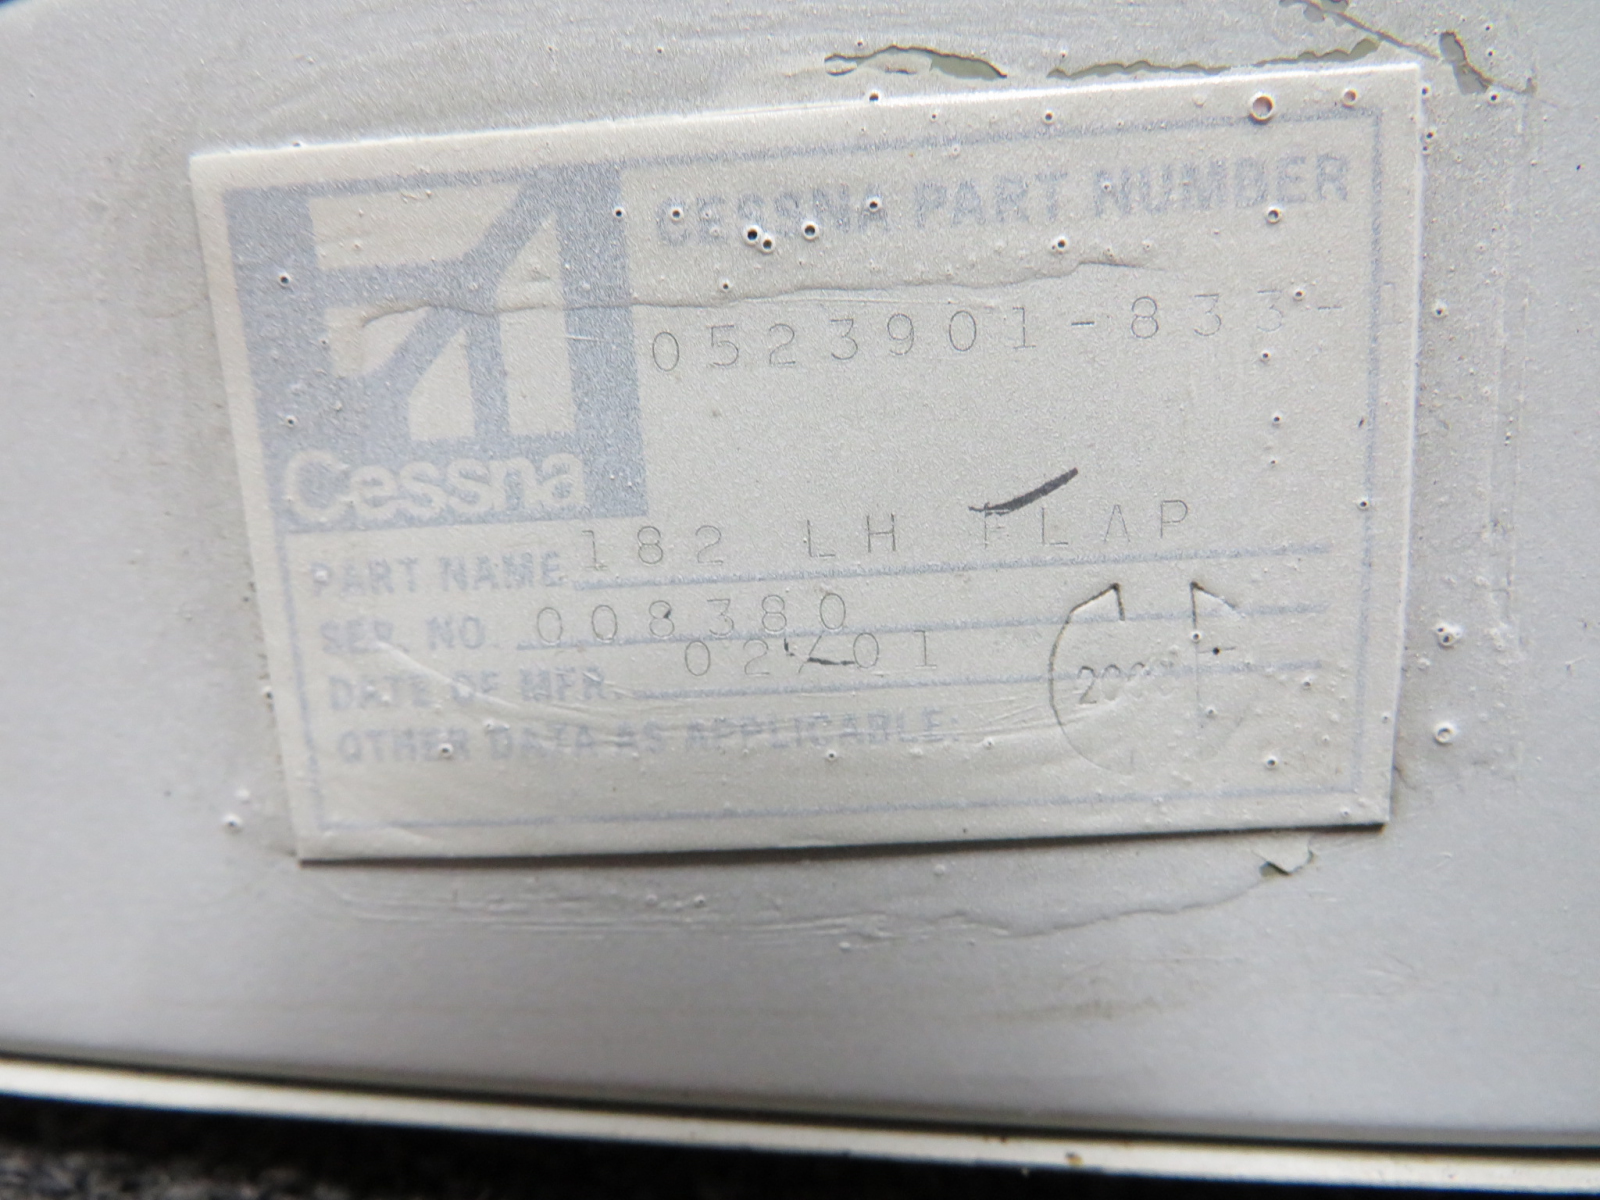 CESSNA PART NUMBER
0523901-833-1
Cessna
PART NAME 182 LH FLAP
SER. NO. 008380
DATE OF MFR. 02/01
OTHER DATA AS APPLICABLE: